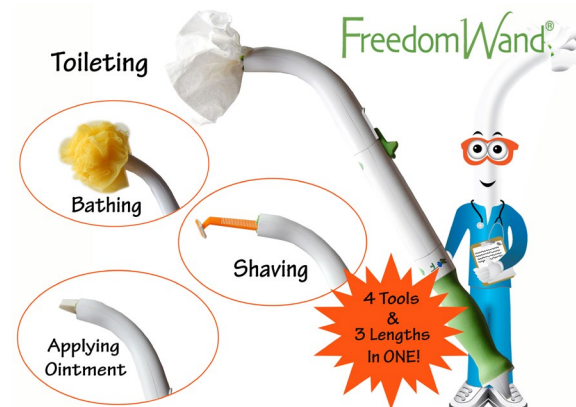 FreedomWand®
Toileting
Bathing
Shaving
Applying
Ointment
4 Tools
&
3 Lengths
In ONE!